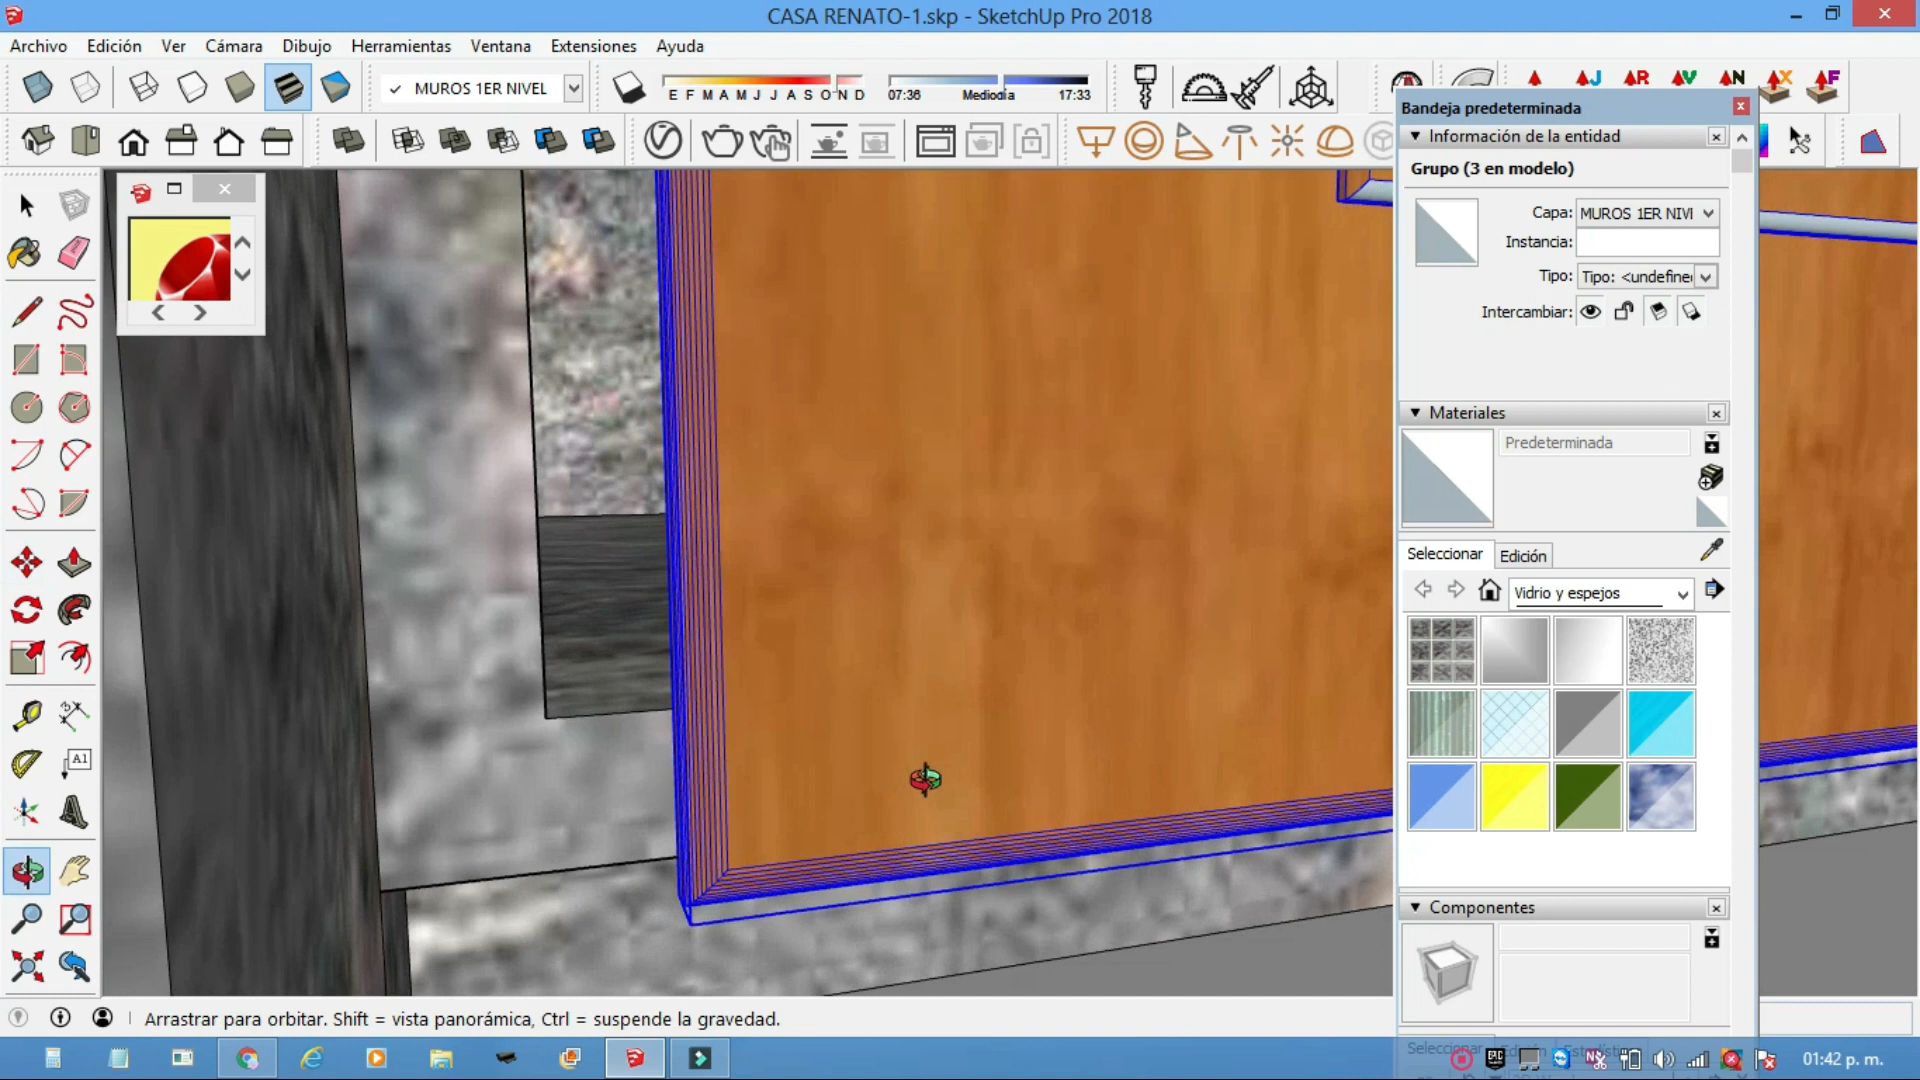 CASA RENATO-1.skp - SketchUp Pro 2018
Archivo Edición Ver Cámara Dibujo Herramientas Ventana Extensiones Ayuda
MUROS 1ER NIVEL
E F M A M J J A S O N D
07:36 Mediodía 17:33
J R V N X F
Bandeja predeterminada
Información de la entidad
Grupo (3 en modelo)
Capa: MUROS 1ER NIVI
Instancia:
Tipo: Tipo: <undefine
Intercambiar:
Materiales
Predeterminada
Seleccionar Edición
Vidrio y espejos
A1
Componentes
Arrastrar para orbitar. Shift = vista panorámica, Ctrl = suspende la gravedad.
Seleccionar
01:42 p. m.